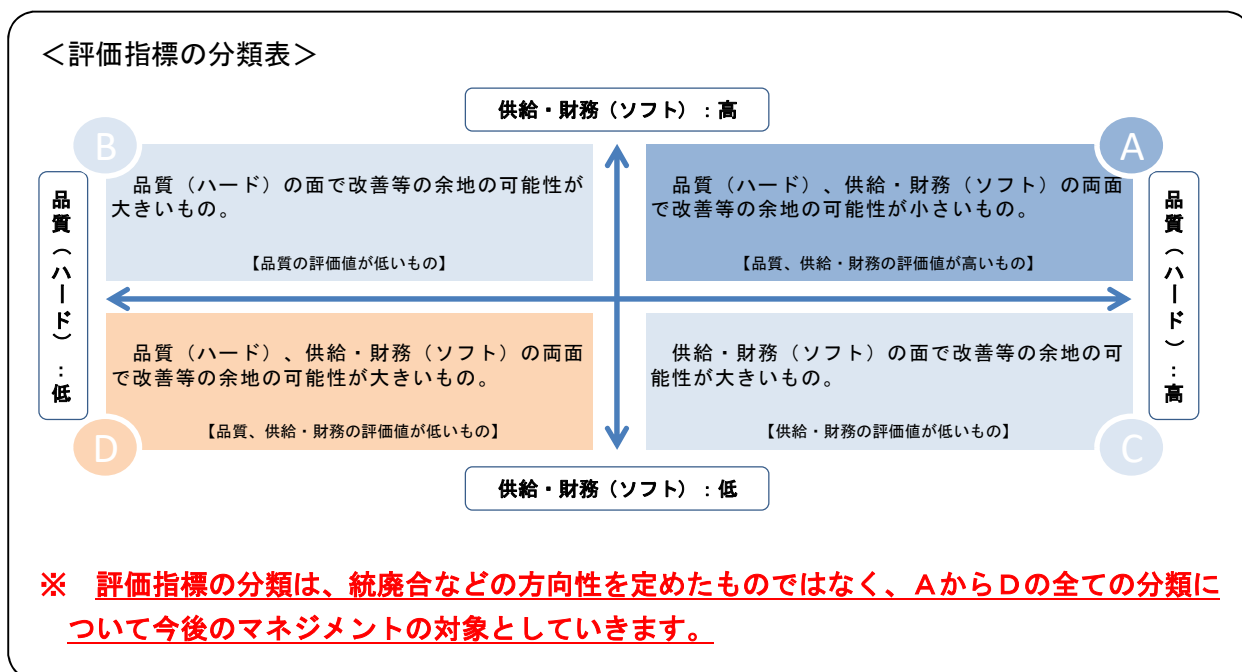 ＜評価指標の分類表＞
供給・財務（ソフト）：高
B
A
品質（ハード）：低
品質（ハード）の面で改善等の余地の可能性が
大きいもの。
【品質の評価値が低いもの】
品質（ハード）、供給・財務（ソフト）の両面
で改善等の余地の可能性が小さいもの。
【品質、供給・財務の評価値が高いもの】
品質（ハード）：高
品質（ハード）、供給・財務（ソフト）の両面
で改善等の余地の可能性が大きいもの。
【品質、供給・財務の評価値が低いもの】
供給・財務（ソフト）の面で改善等の余地の可
能性が大きいもの。
【供給・財務の評価値が低いもの】
D
C
供給・財務（ソフト）：低
※　評価指標の分類は、統廃合などの方向性を定めたものではなく、ＡからＤの全ての分類に
ついて今後のマネジメントの対象としていきます。